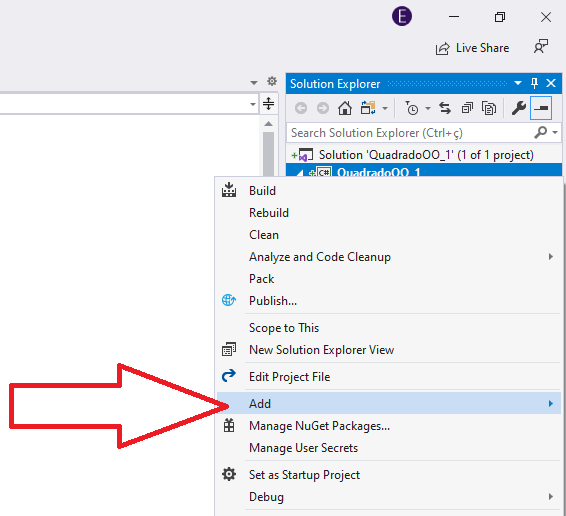 E
Live Share
Solution Explorer
Search Solution Explorer (Ctrl+ç)
Solution 'QuadradoOO_1' (1 of 1 project)
C# QuadradoOO_1
Build
Rebuild
Clean
Analyze and Code Cleanup
Pack
Publish...
Scope to This
New Solution Explorer View
Edit Project File
Add
Manage NuGet Packages...
Manage User Secrets
Set as Startup Project
Debug